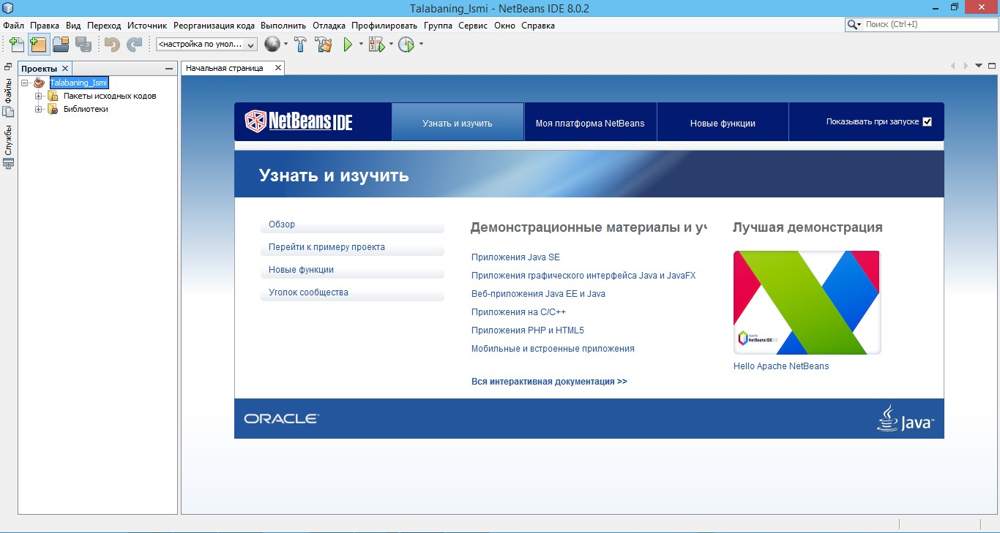 Talabaning_Ismi - NetBeans IDE 8.0.2
Файл Правка Вид Переход Источник Реорганизация кода Выполнить Отладка Профилировать Группа Сервис Окно Справка
Поиск (Ctrl+I)
<настройка по умол...
Проекты
Начальная страница
Файлы
Службы
Talabaning_Ismi
Пакеты исходных кодов
Библиотеки
NetBeans IDE
Узнать и изучить
Моя платформа NetBeans
Новые функции
Показывать при запуске
Узнать и изучить
Обзор
Перейти к примеру проекта
Новые функции
Уголок сообщества
Демонстрационные материалы и уч
Приложения Java SE
Приложения графического интерфейса Java и JavaFX
Веб-приложения Java EE и Java
Приложения на C/C++
Приложения PHP и HTML5
Мобильные и встроенные приложения
Вся интерактивная документация >>
Лучшая демонстрация
Apache
NetBeans IDE 9.0
Hello Apache NetBeans
ORACLE
Java